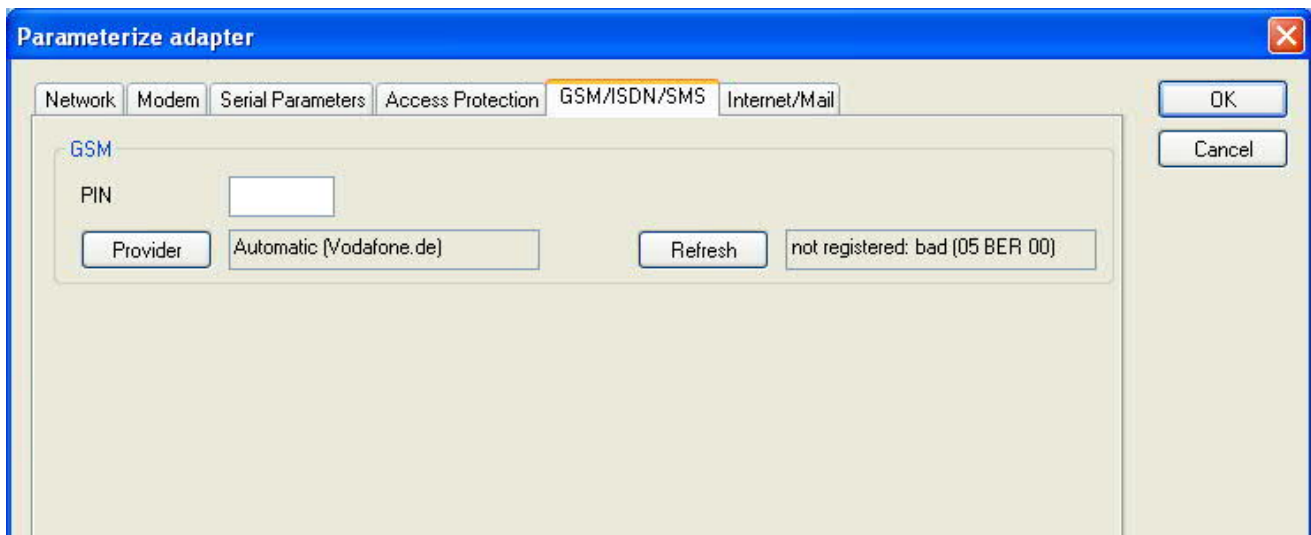 Parameterize adapter
Network Modem Serial Parameters Access Protection GSM/ISDN/SMS Internet/Mail
OK
Cancel
GSM
PIN
Provider Automatic (Vodafone.de) Refresh not registered: bad (05 BER 00)